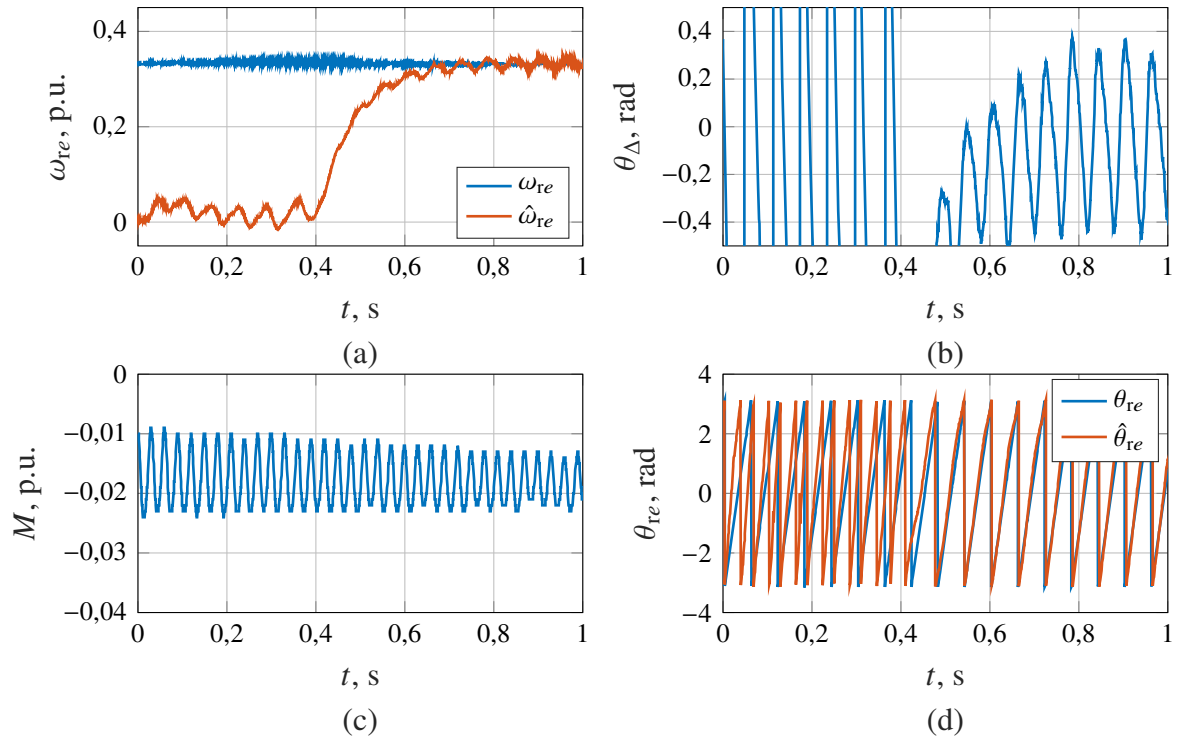 0,4
0,2
0
ω_re, p.u.
ω_re
ω̂_re
0 0,2 0,4 0,6 0,8 1
t, s
(a)
0,4
0,2
0
−0,2
−0,4
θ_Δ, rad
0 0,2 0,4 0,6 0,8 1
t, s
(b)
0
−0,01
−0,02
−0,03
−0,04
M, p.u.
0 0,2 0,4 0,6 0,8 1
t, s
(c)
4
2
0
−2
−4
θ_re, rad
θ_re
θ̂_re
0 0,2 0,4 0,6 0,8 1
t, s
(d)